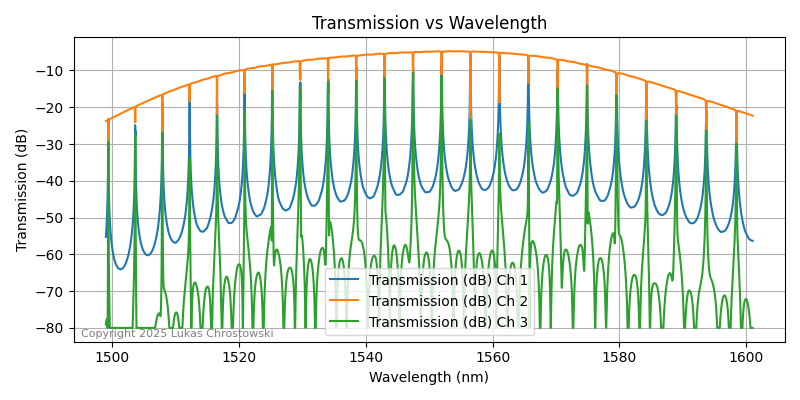 Transmission vs Wavelength
Transmission (dB)
−10
−20
−30
−40
−50
−60
−70
−80
Transmission (dB) Ch 1
Transmission (dB) Ch 2
Transmission (dB) Ch 3
Copyright 2025 Lukas Chrostowski
1500 1520 1540 1560 1580 1600
Wavelength (nm)